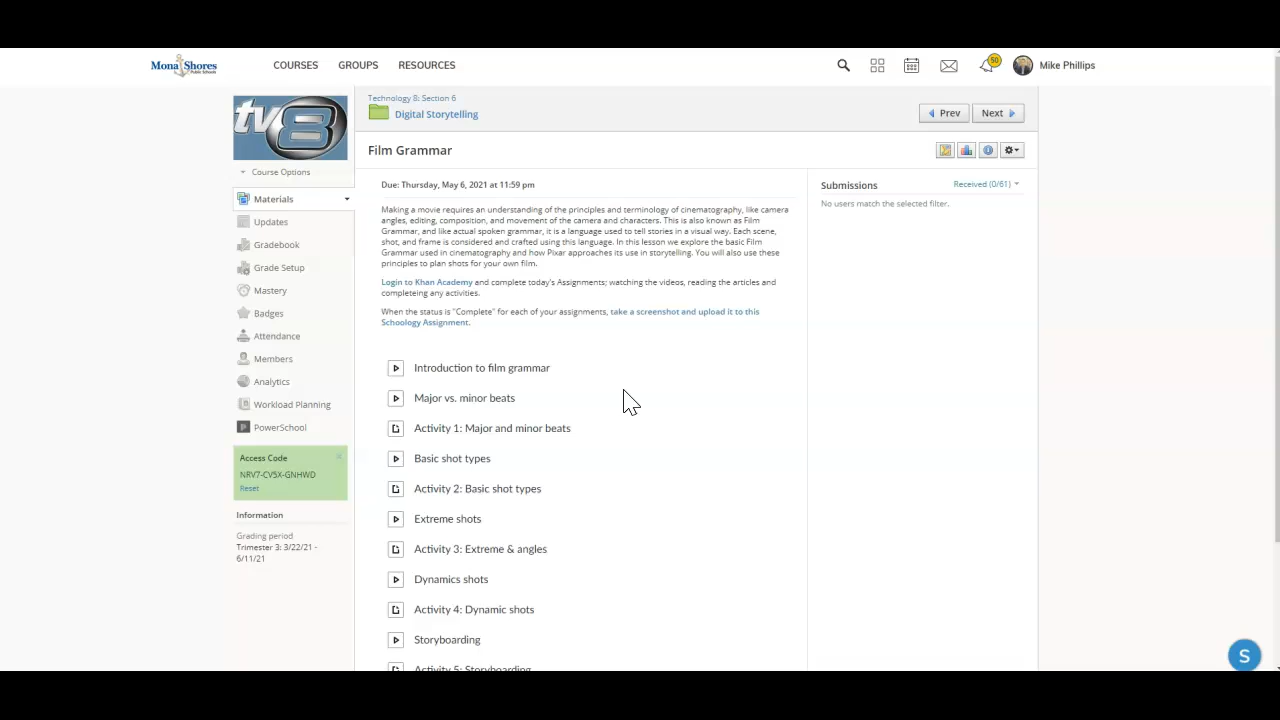 Mona Shores
Public Schools
COURSES GROUPS RESOURCES
50
Mike Phillips
tv8
Course Options
Materials
Updates
Gradebook
Grade Setup
Mastery
Badges
Attendance
Members
Analytics
Workload Planning
P PowerSchool
Access Code
NRV7-CV5X-GNHWD
Reset
Information
Grading period
Trimester 3: 3/22/21 -
6/11/21
Technology 8: Section 6
Digital Storytelling
Prev Next
Film Grammar
Due: Thursday, May 6, 2021 at 11:59 pm
Making a movie requires an understanding of the principles and terminology of cinematography, like camera
angles, editing, composition, and movement of the camera and characters. This is also known as Film
Grammar, and like actual spoken grammar, it is a language used to tell stories in a visual way. Each scene,
shot, and frame is considered and crafted using this language. In this lesson we explore the basic Film
Grammar used in cinematography and how Pixar approaches its use in storytelling. You will also use these
principles to plan shots for your own film.
Login to Khan Academy and complete today's Assignments; watching the videos, reading the articles and
completeing any activities.
When the status is "Complete" for each of your assignments, take a screenshot and upload it to this
Schoology Assignment.
Introduction to film grammar
Major vs. minor beats
Activity 1: Major and minor beats
Basic shot types
Activity 2: Basic shot types
Extreme shots
Activity 3: Extreme & angles
Dynamics shots
Activity 4: Dynamic shots
Storyboarding
Activity 5: Storyboarding
Submissions
Received (0/61)
No users match the selected filter.
S